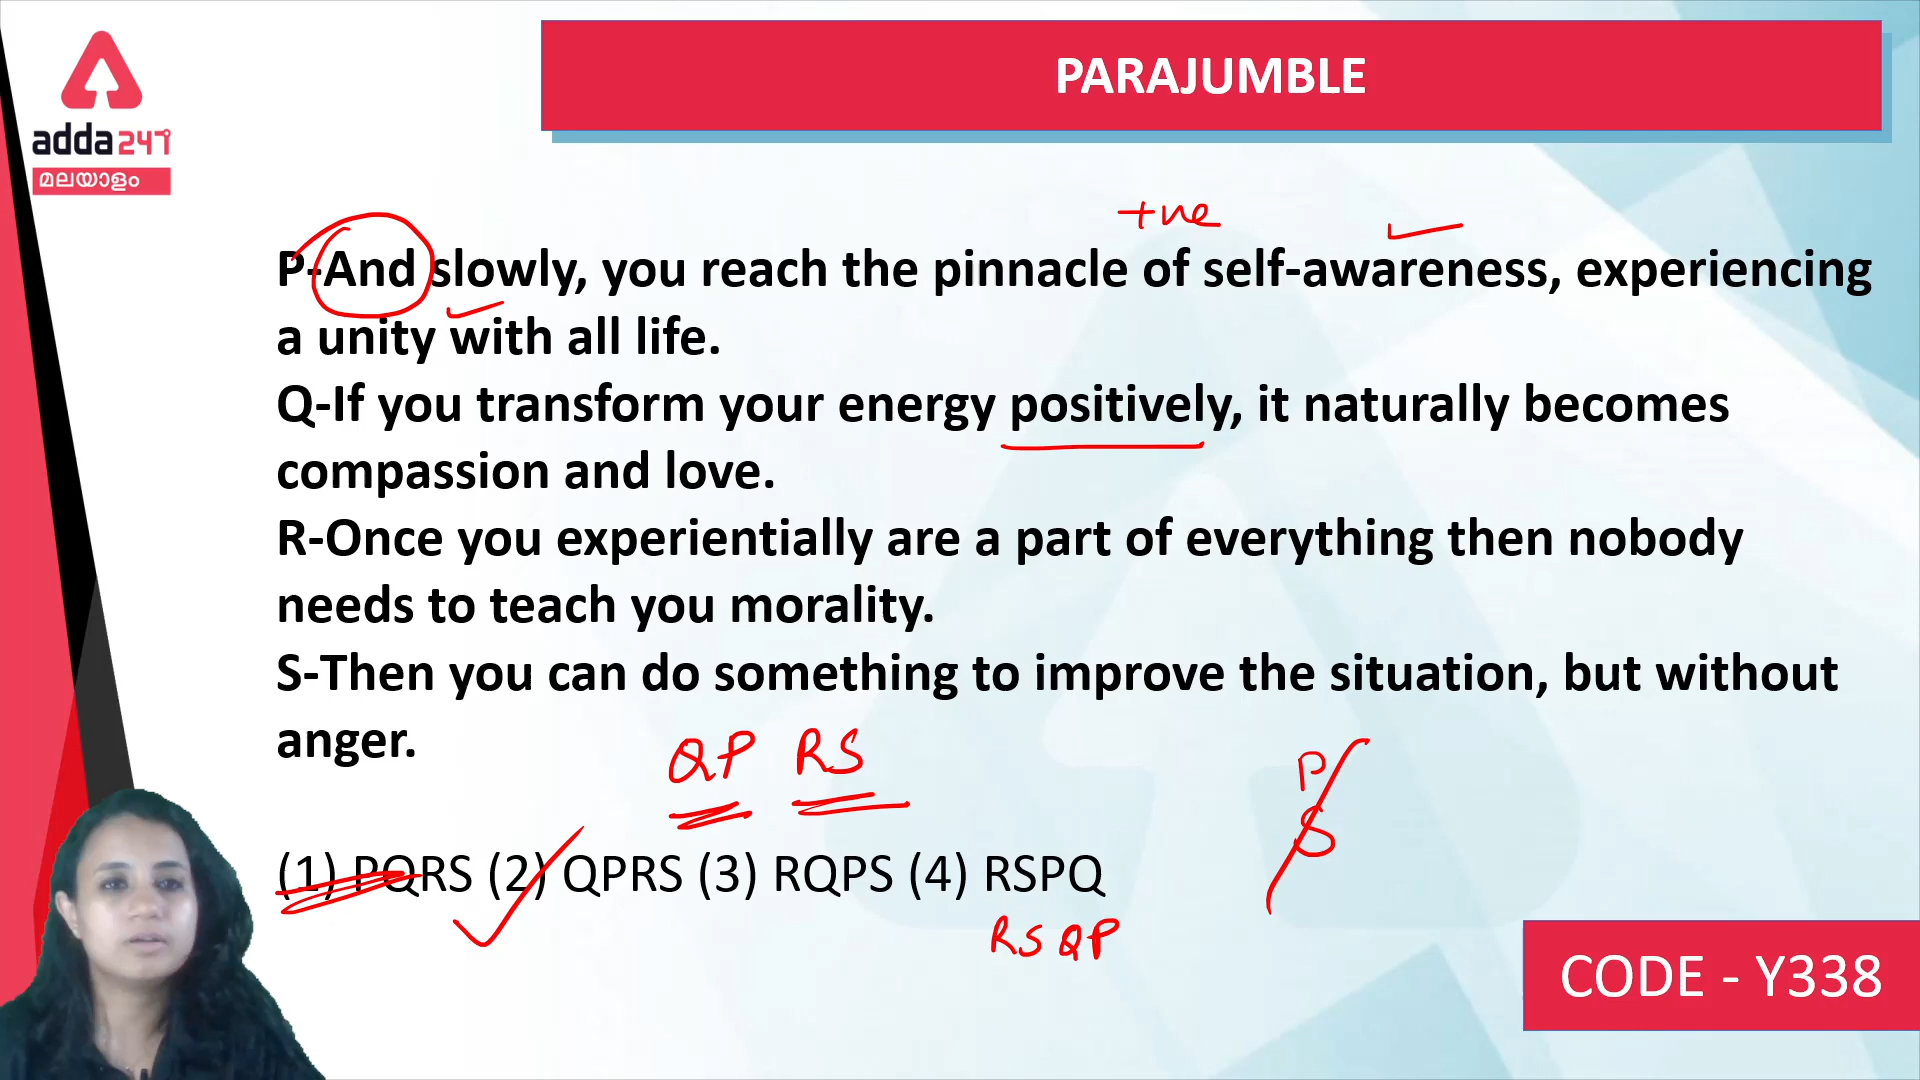 PARAJUMBLE
adda247
മലയാളം
+ve
P-And slowly, you reach the pinnacle of self-awareness, experiencing
a unity with all life.
Q-If you transform your energy positively, it naturally becomes
compassion and love.
R-Once you experientially are a part of everything then nobody
needs to teach you morality.
S-Then you can do something to improve the situation, but without
anger.
QP RS
P
S
(1) PQRS (2) QPRS (3) RQPS (4) RSPQ
RS QP
CODE - Y338